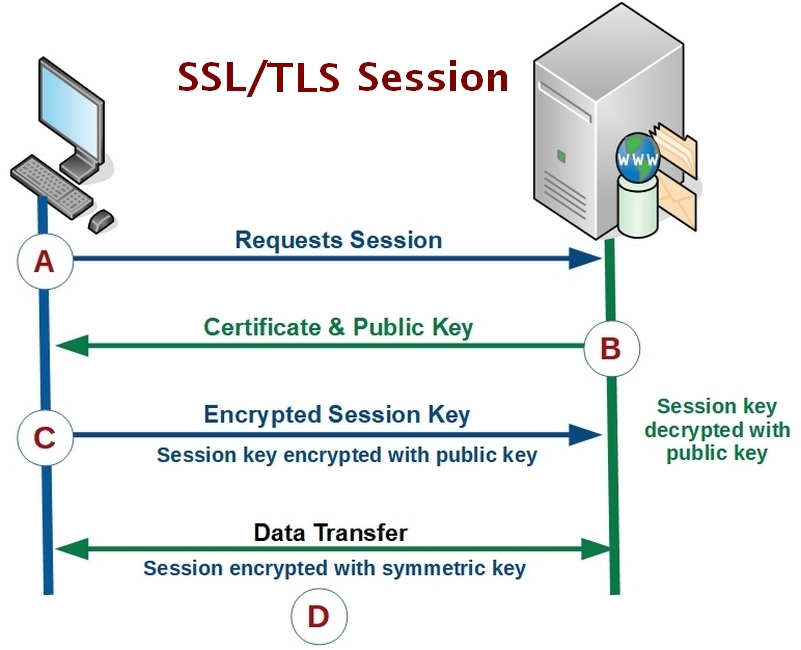 SSL/TLS Session
WWW
Requests Session
A
Certificate & Public Key
B
Encrypted Session Key
C
Session key encrypted with public key
Session key
decrypted with
public key
Data Transfer
Session encrypted with symmetric key
D